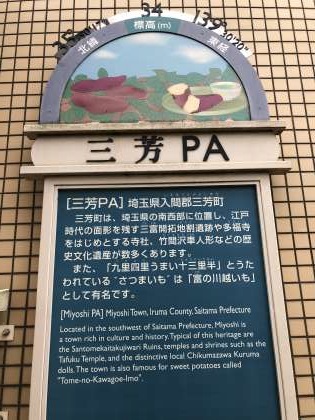 標高(m)
34
北緯
東経
三芳 PA
[三芳PA] 埼玉県入間郡三芳町
三芳町は、埼玉県の南西部に位置し、江戸
時代の面影を残す三富開拓地割遺跡や多福寺
をはじめとする寺社、竹間沢車人形などの歴
史文化遺産が数多くあります。
また、「九里四里うまい十三里半」とうた
われている“さつまいも”は「富の川越いも」
として有名です。
[Miyoshi PA] Miyoshi Town, Iruma County, Saitama Prefecture
Located in the southwest of Saitama Prefecture, Miyoshi is
a town rich in culture and history. Typical of this heritage are
the Santomekaitakujiwari Ruins, temples and shrines such as the
Tafuku Temple, and the distinctive local Chikumazawa Kuruma
dolls. The town is also famous for sweet potatoes called
"Tome-no-Kawagoe-Imo".